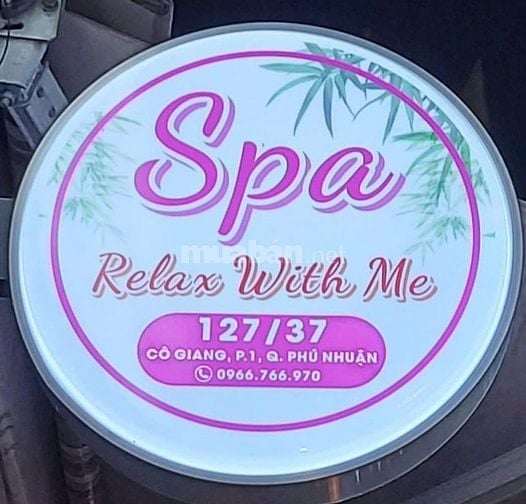 Spa
muaban.net
Relax With Me
127/37
CÔ GIANG, P.1, Q. PHÚ NHUẬN
0966.766.970